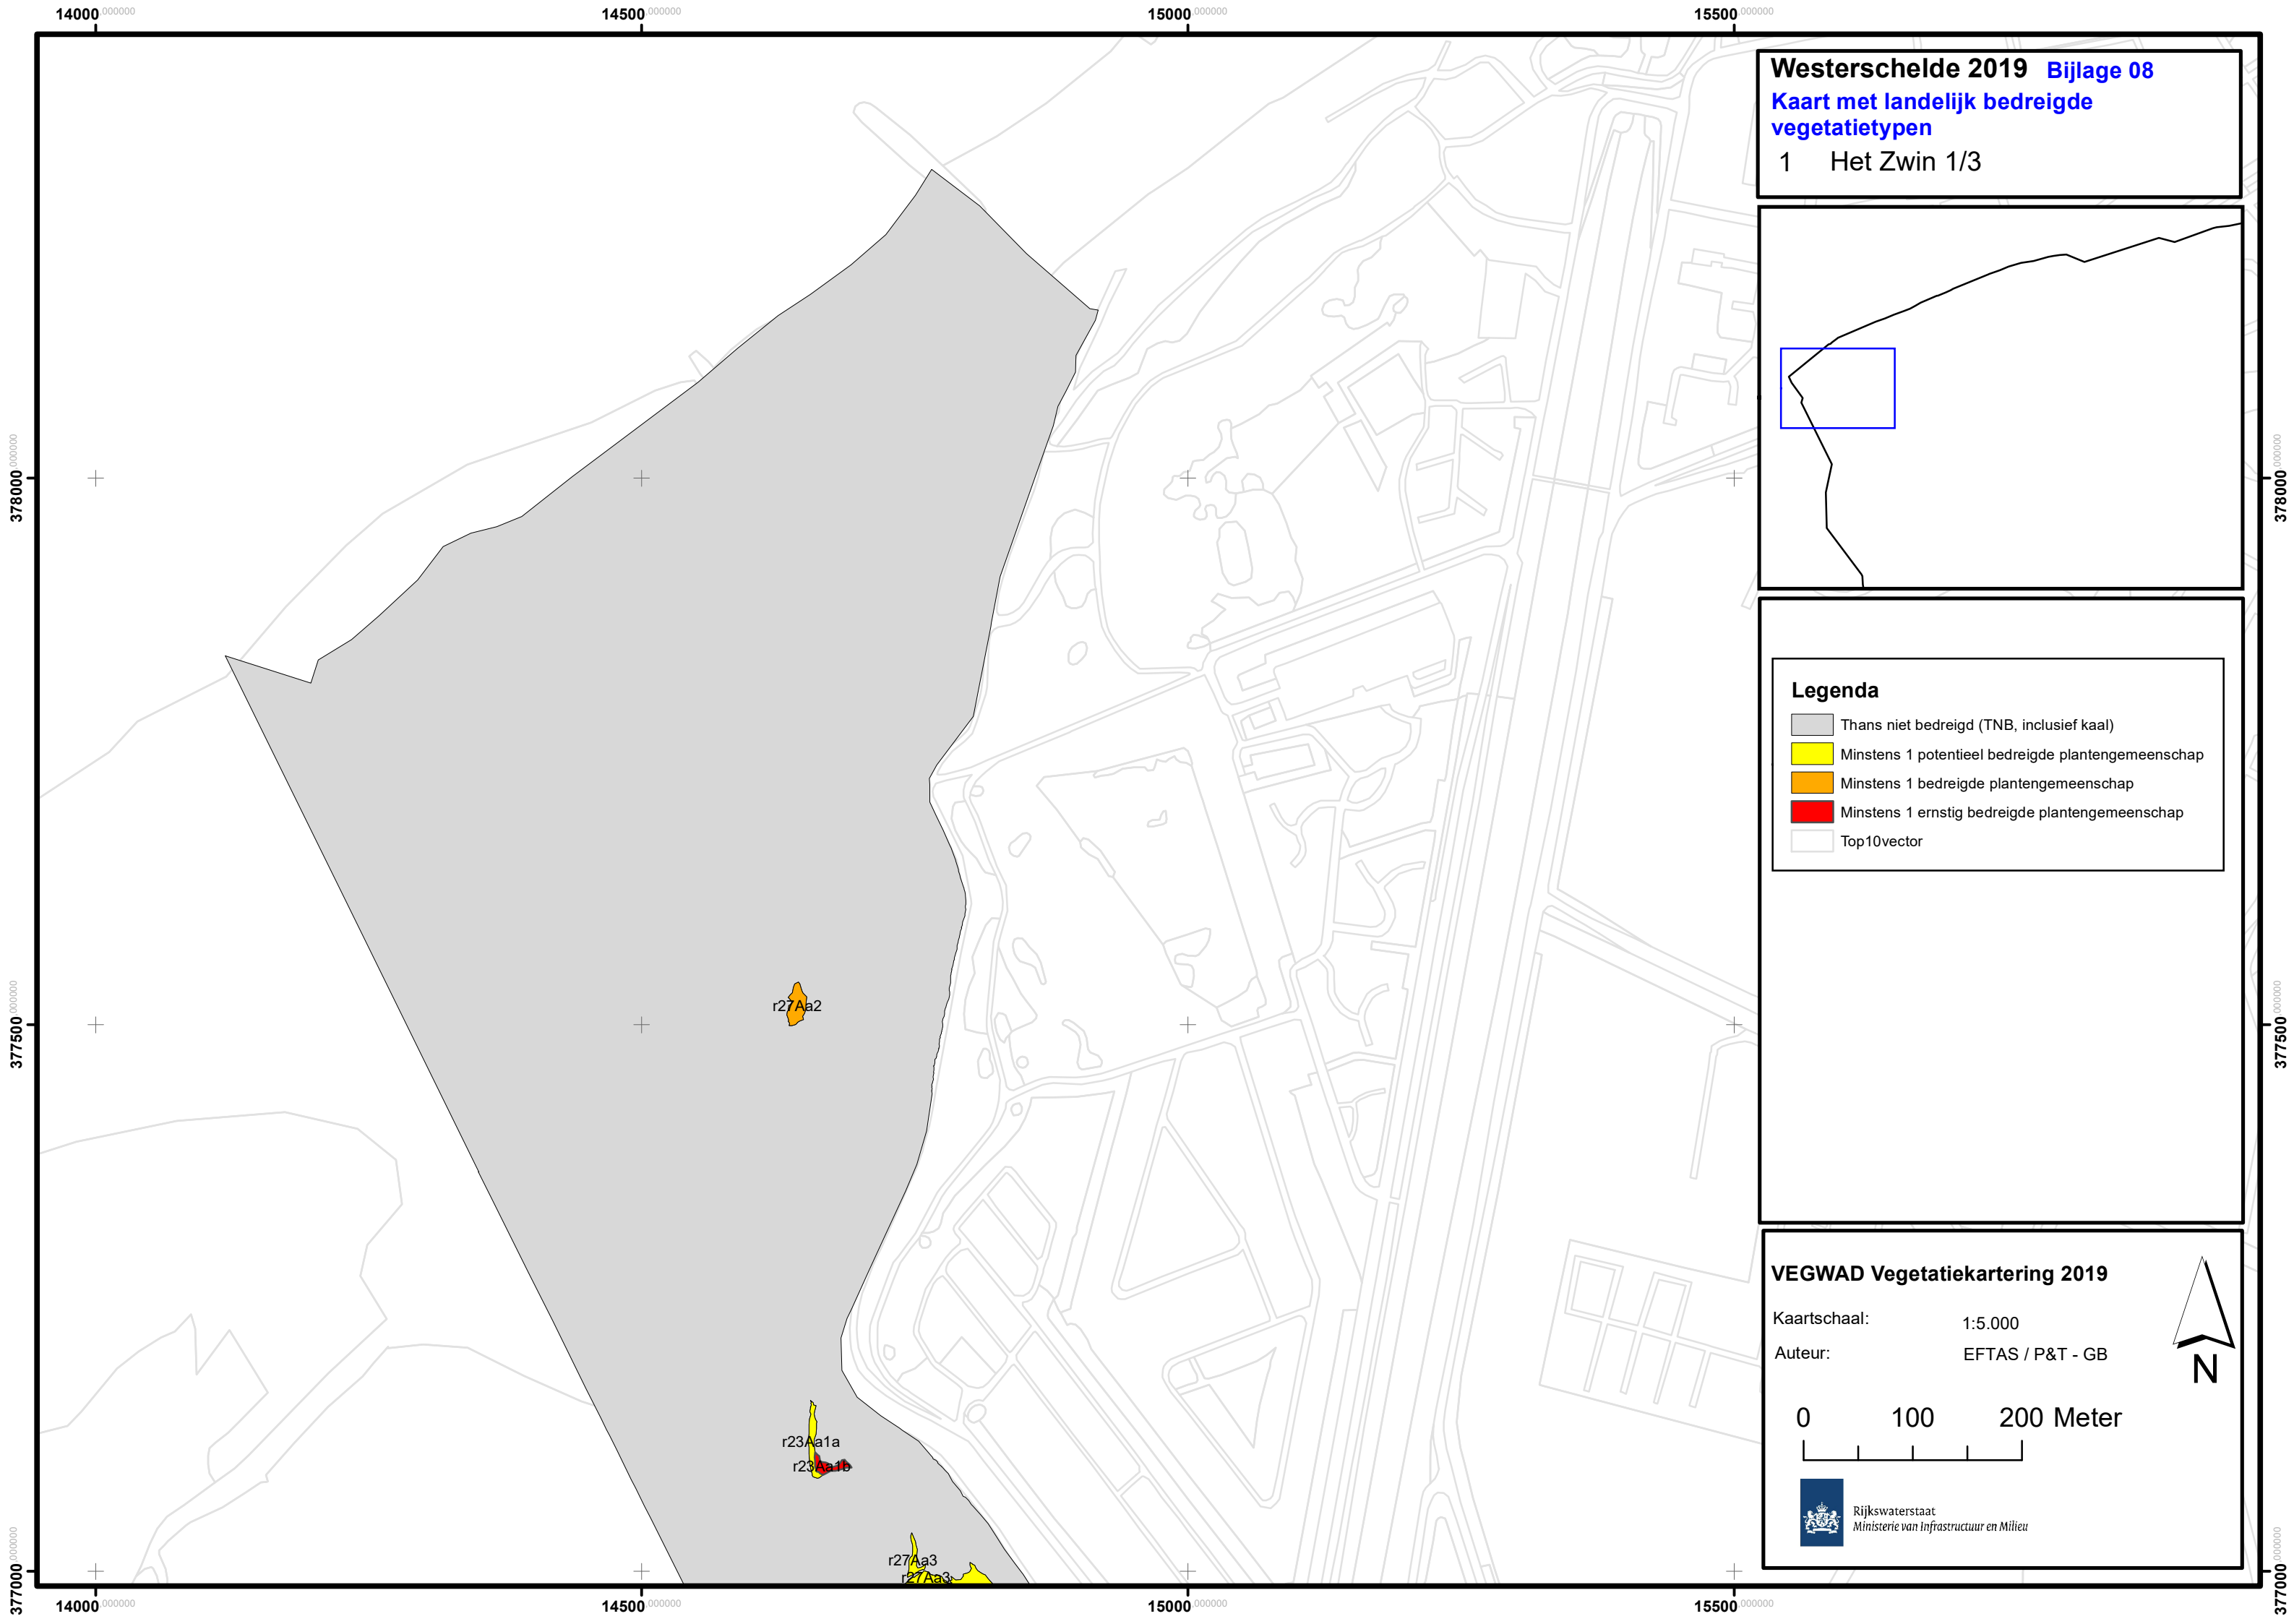 14000,000000 14500,000000 15000,000000 15500,000000
Westerschelde 2019 Bijlage 08
Kaart met landelijk bedreigde
vegetatietypen
1 Het Zwin 1/3
378000,000000
378000,000000
Legenda
Thans niet bedreigd (TNB, inclusief kaal)
Minstens 1 potentieel bedreigde plantengemeenschap
Minstens 1 bedreigde plantengemeenschap
Minstens 1 ernstig bedreigde plantengemeenschap
Top10vector
r27Aa2
377500,000000
377500,000000
VEGWAD Vegetatiekartering 2019
Kaartschaal: 1:5.000
Auteur: EFTAS / P&T - GB
N
0 100 200 Meter
Rijkswaterstaat
Ministerie van Infrastructuur en Milieu
r23Aa1a
r23Aa1b
r27Aa3
r27Aa3
377000,000000
377000,000000
14000,000000 14500,000000 15000,000000 15500,000000